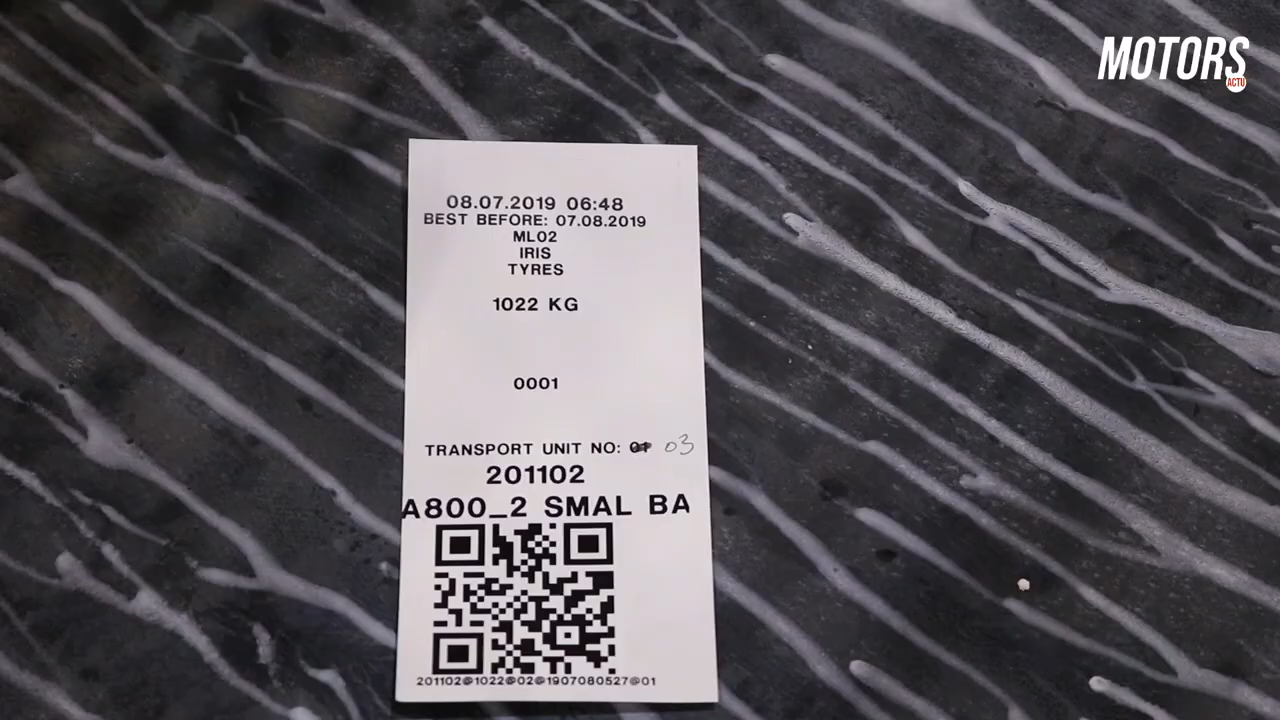 MOTORS
ACTU
08.07.2019 06:48
BEST BEFORE: 07.08.2019
ML02
IRIS
TYRES
1022 KG
0001
TRANSPORT UNIT NO: 01 03
201102
A800_2 SMAL BA
201102@1022@02@1907080527@01